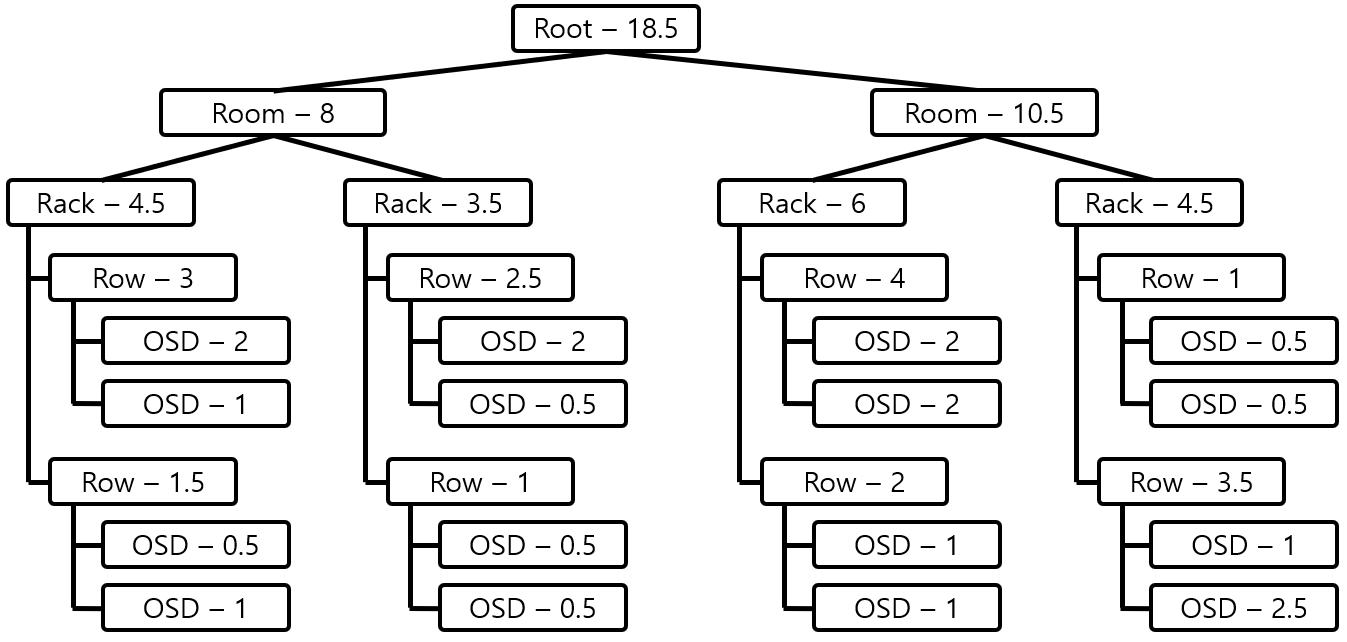 Root – 18.5
Room – 8
Room – 10.5
Rack – 4.5
Rack – 3.5
Rack – 6
Rack – 4.5
Row – 3
Row – 2.5
Row – 4
Row – 1
OSD – 2
OSD – 2
OSD – 2
OSD – 0.5
OSD – 1
OSD – 0.5
OSD – 2
OSD – 0.5
Row – 1.5
Row – 1
Row – 2
Row – 3.5
OSD – 0.5
OSD – 0.5
OSD – 1
OSD – 1
OSD – 1
OSD – 0.5
OSD – 1
OSD – 2.5